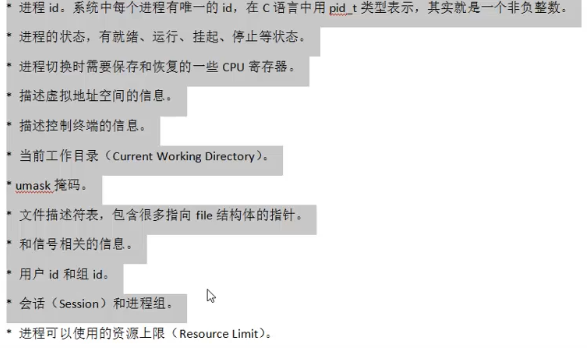 * 进程 id。系统中每个进程有唯一的 id，在 C 语言中用 pid_t 类型表示，其实就是一个非负整数。
* 进程的状态，有就绪、运行、挂起、停止等状态。
* 进程切换时需要保存和恢复的一些 CPU 寄存器。
* 描述虚拟地址空间的信息。
* 描述控制终端的信息。
* 当前工作目录（Current Working Directory）。
* umask 掩码。
* 文件描述符表，包含很多指向 file 结构体的指针。
* 和信号相关的信息。
* 用户 id 和组 id。
* 会话（Session）和进程组。
* 进程可以使用的资源上限（Resource Limit）。